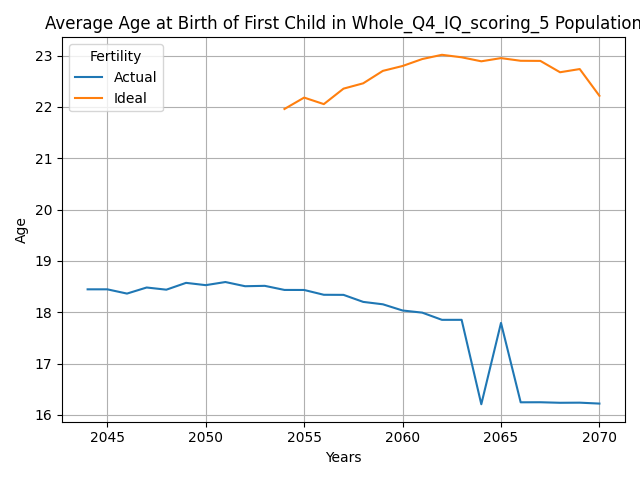 Average Age at Birth of First Child in Whole_Q4_IQ_scoring_5 Population
Fertility
Actual
Ideal
23
22
21
20
19
18
17
16
Age
2045 2050 2055 2060 2065 2070
Years